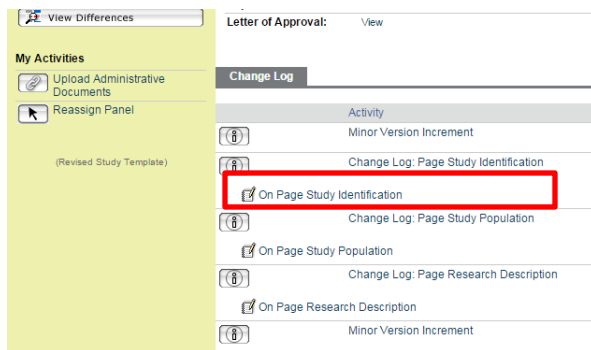 View Differences
My Activities
Upload Administrative
Documents
Reassign Panel
(Revised Study Template)
Letter of Approval: View
Change Log
Activity
Minor Version Increment
Change Log: Page Study Identification
On Page Study Identification
Change Log: Page Study Population
On Page Study Population
Change Log: Page Research Description
On Page Research Description
Minor Version Increment